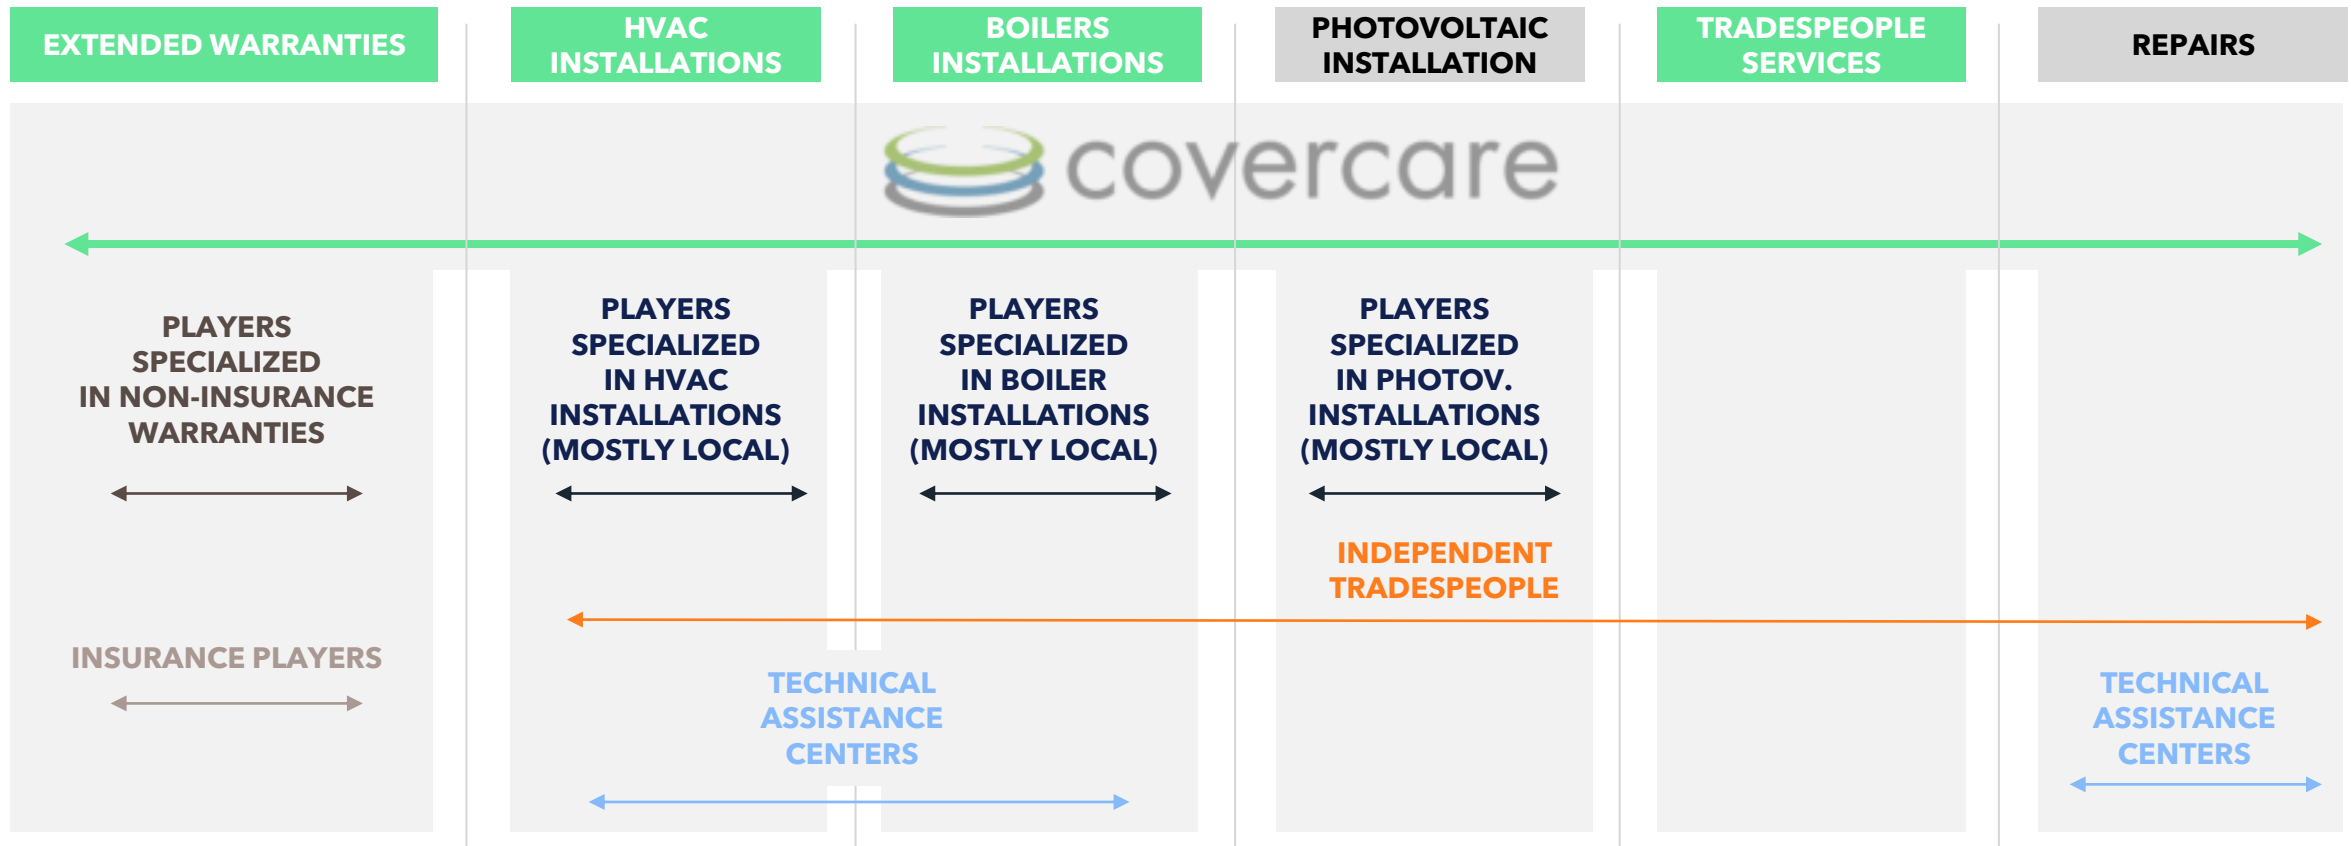 EXTENDED WARRANTIES
HVAC
INSTALLATIONS
BOILERS
INSTALLATIONS
PHOTOVOLTAIC
INSTALLATION
TRADESPEOPLE
SERVICES
REPAIRS
covercare
PLAYERS
SPECIALIZED
IN NON-INSURANCE
WARRANTIES
PLAYERS
SPECIALIZED
IN HVAC
INSTALLATIONS
(MOSTLY LOCAL)
PLAYERS
SPECIALIZED
IN BOILER
INSTALLATIONS
(MOSTLY LOCAL)
PLAYERS
SPECIALIZED
IN PHOTOV.
INSTALLATIONS
(MOSTLY LOCAL)
INDEPENDENT
TRADESPEOPLE
INSURANCE PLAYERS
TECHNICAL
ASSISTANCE
CENTERS
TECHNICAL
ASSISTANCE
CENTERS